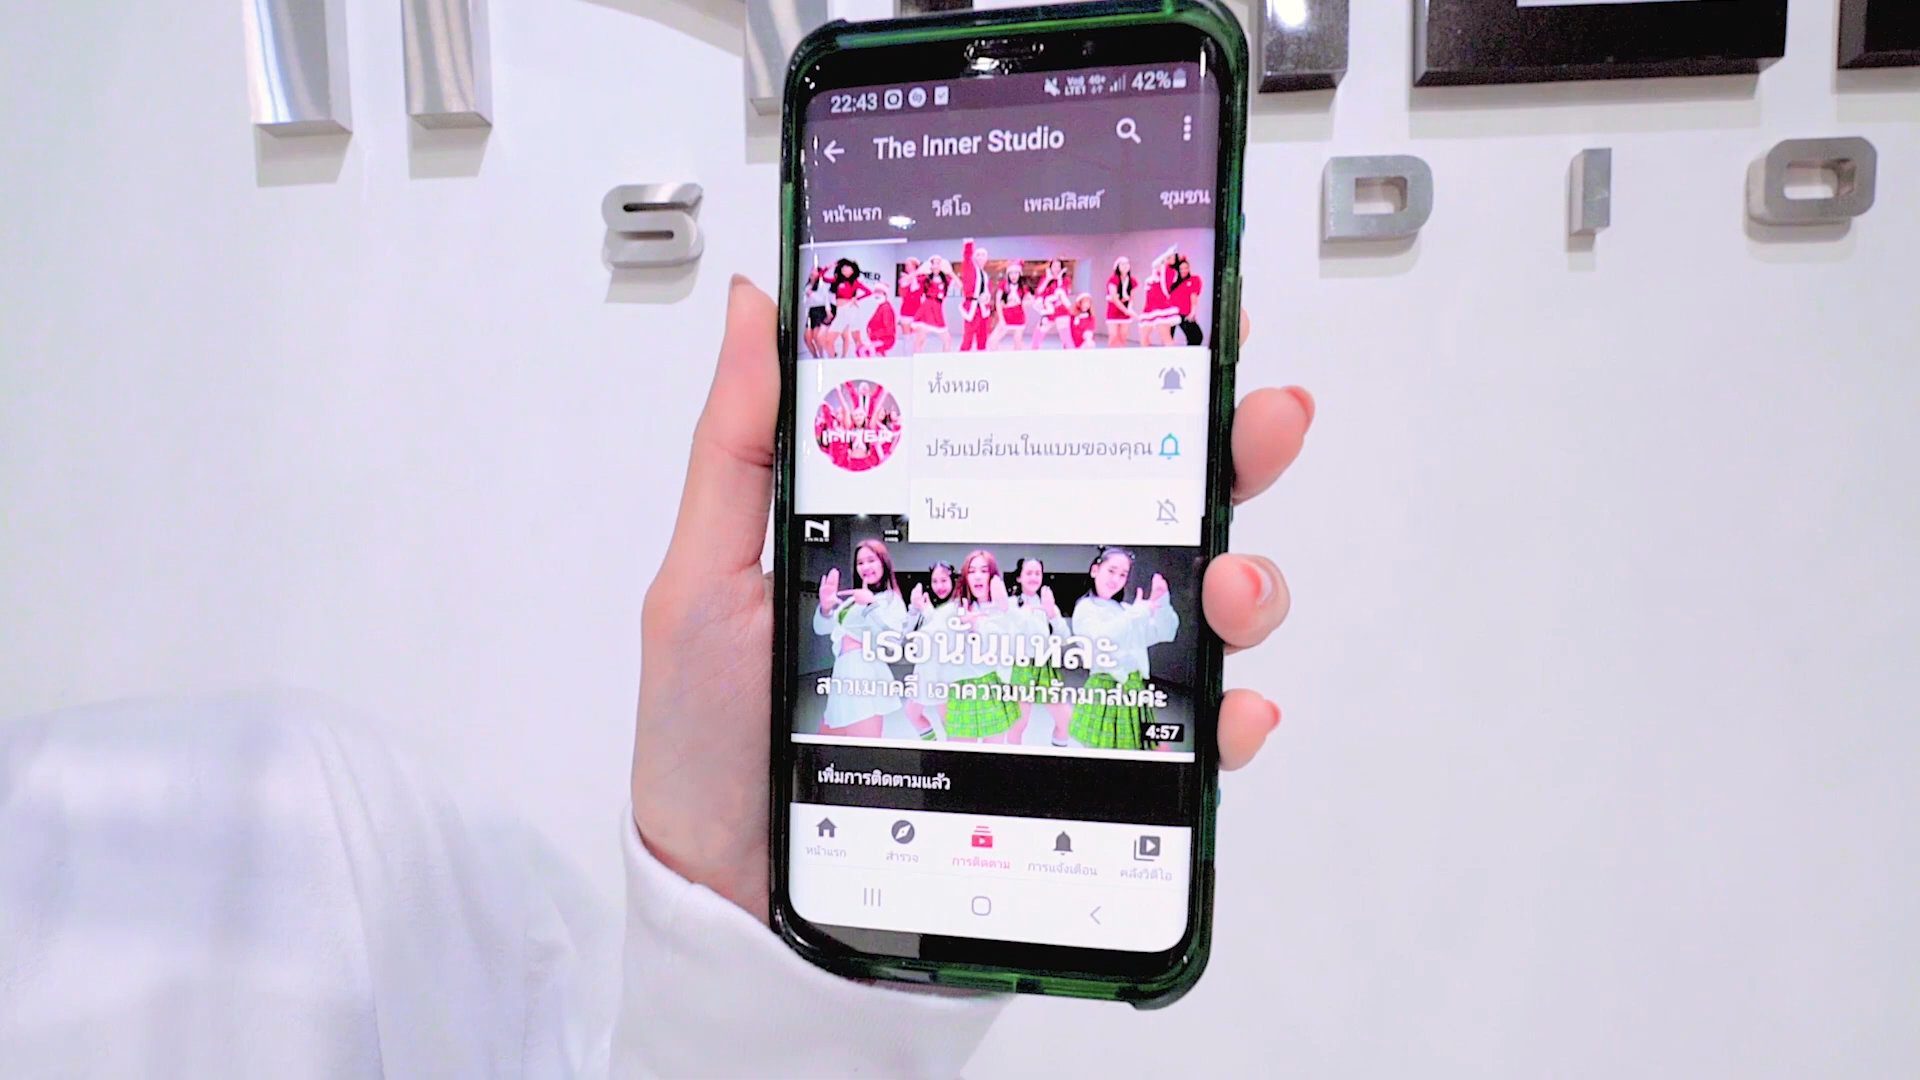 S DIO
22:43 42%
The Inner Studio
หน้าแรก วิดีโอ เพลย์ลิสต์ ชุมชน
ทั้งหมด
INNER
ปรับเปลี่ยนในแบบของคุณ
ไม่รับ
INNER
เธอนั่นแหละ
สาวเมาคลี เอาความน่ารักมาส่งค่ะ
4:57
เพิ่มการติดตามแล้ว
หน้าแรก สำรวจ การติดตาม การแจ้งเตือน คลังวิดีโอ